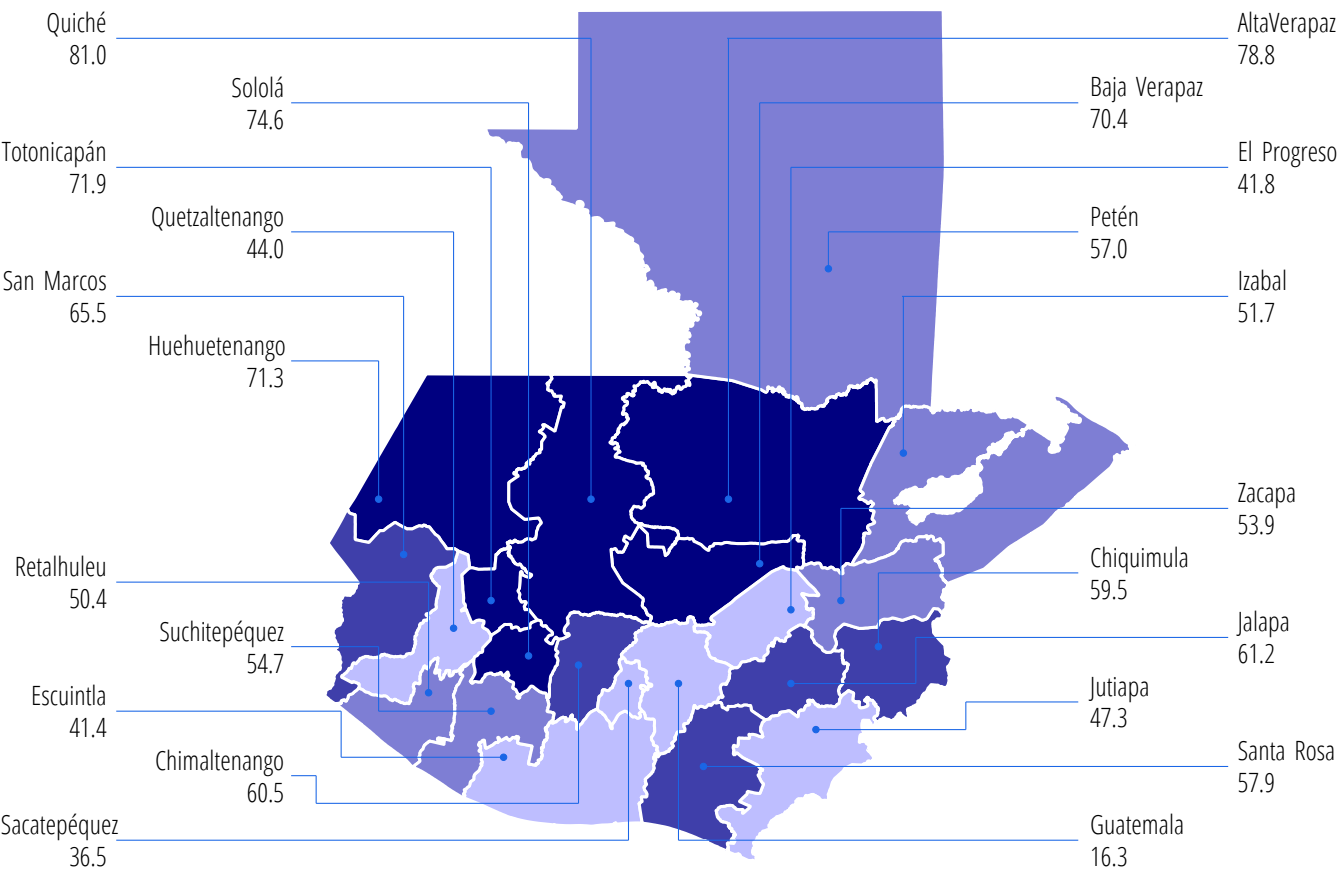 Quiché
81.0
Sololá
74.6
Totonicapán
71.9
Quetzaltenango
44.0
San Marcos
65.5
Huehuetenango
71.3
Retalhuleu
50.4
Suchitepéquez
54.7
Escuintla
41.4
Chimaltenango
60.5
Sacatepéquez
36.5
AltaVerapaz
78.8
Baja Verapaz
70.4
El Progreso
41.8
Petén
57.0
Izabal
51.7
Zacapa
53.9
Chiquimula
59.5
Jalapa
61.2
Jutiapa
47.3
Santa Rosa
57.9
Guatemala
16.3